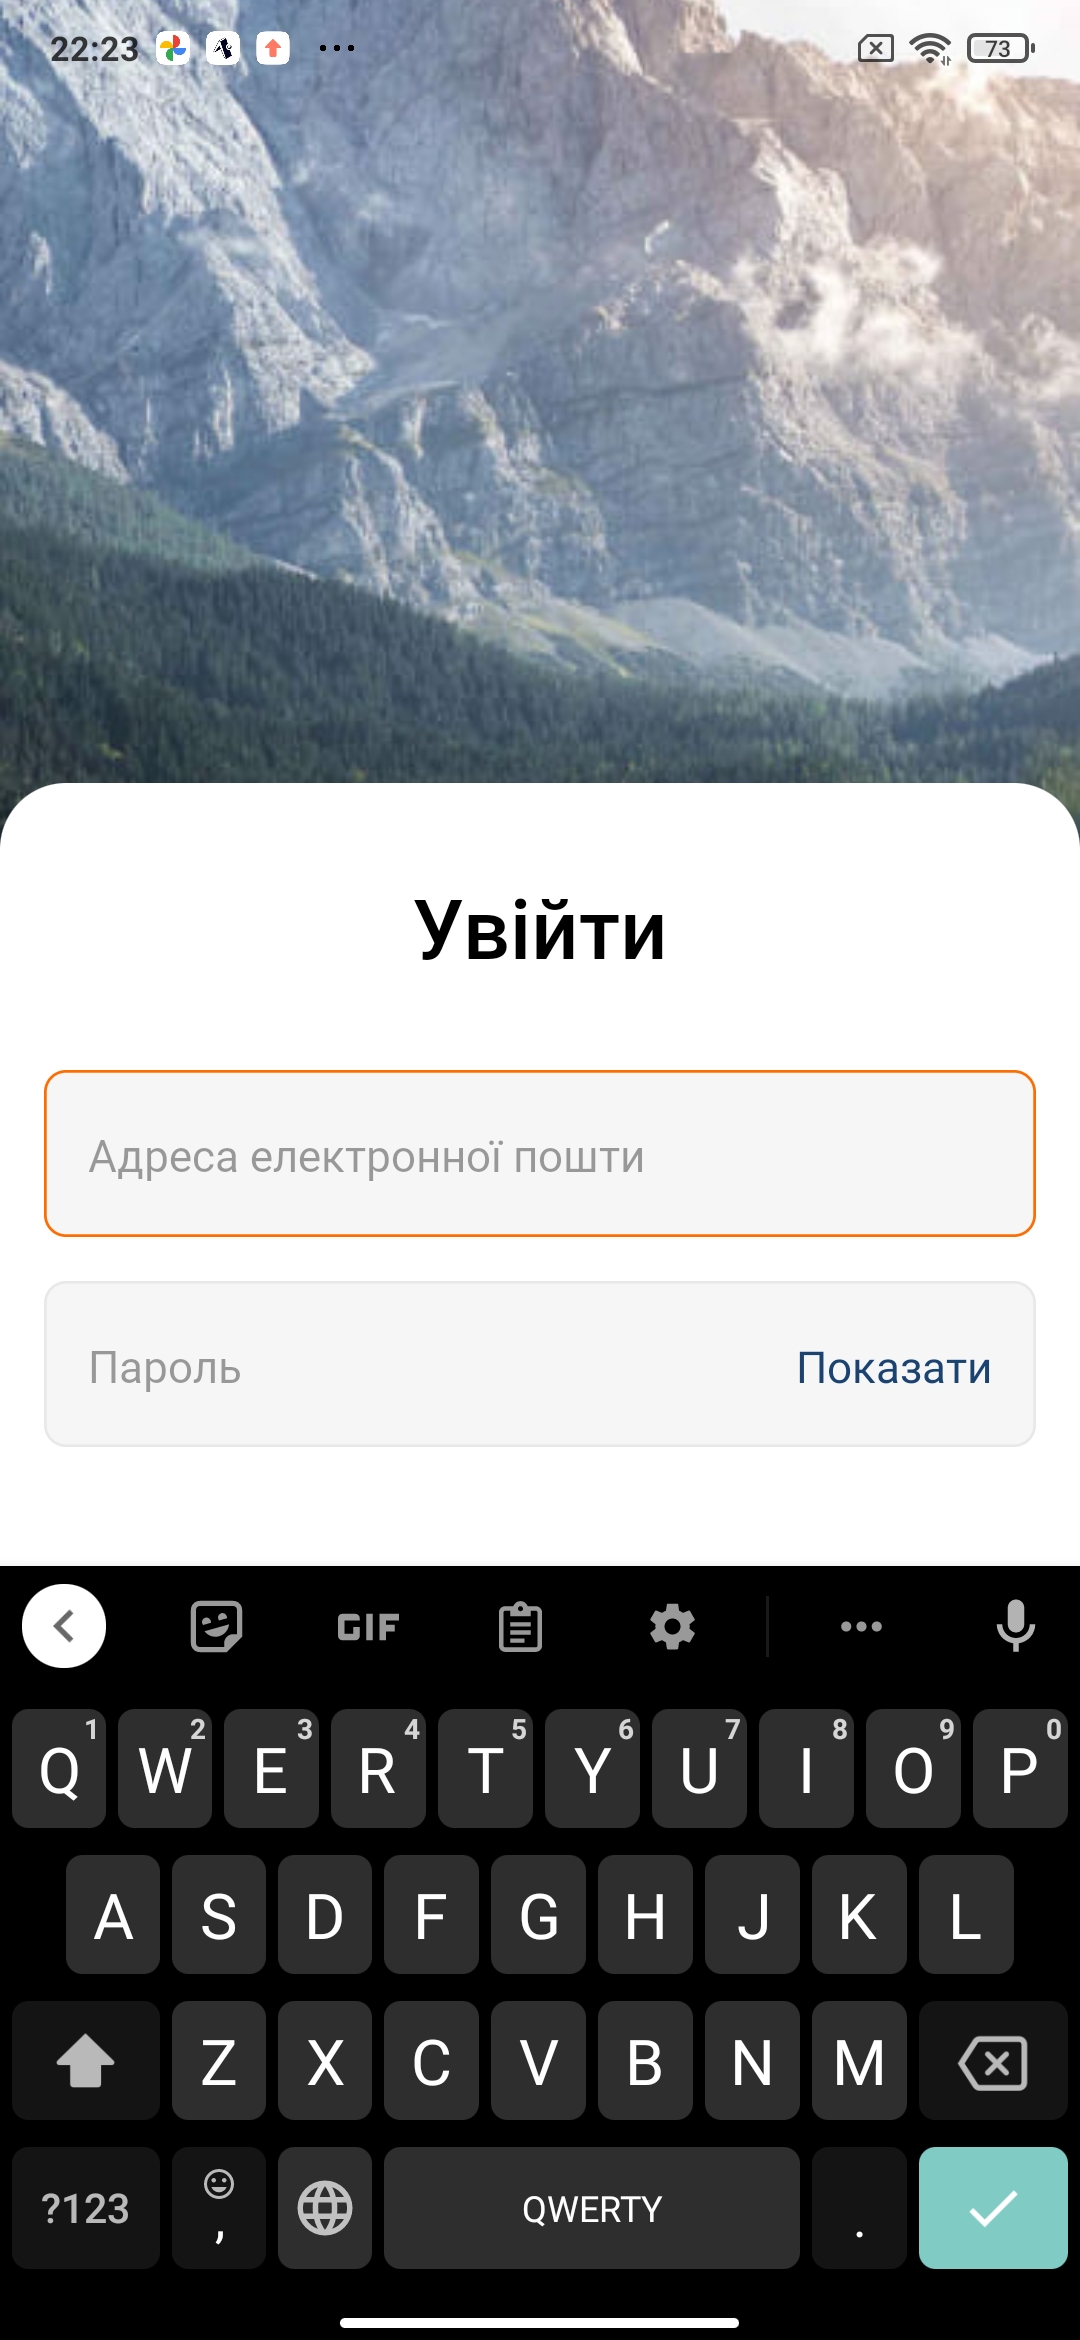 22:23
73
Увійти
Адреса електронної пошти
Пароль
Показати
GIF
1 2 3 4 5 6 7 8 9 0
Q W E R T Y U I O P
A S D F G H J K L
Z X C V B N M
?123 , QWERTY .